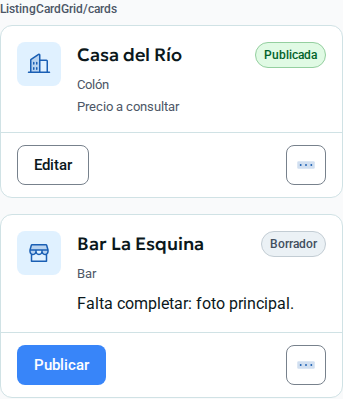 ListingCardGrid/cards
Casa del Río
Publicada
Colón
Precio a consultar
Editar
Bar La Esquina
Borrador
Bar
Falta completar: foto principal.
Publicar